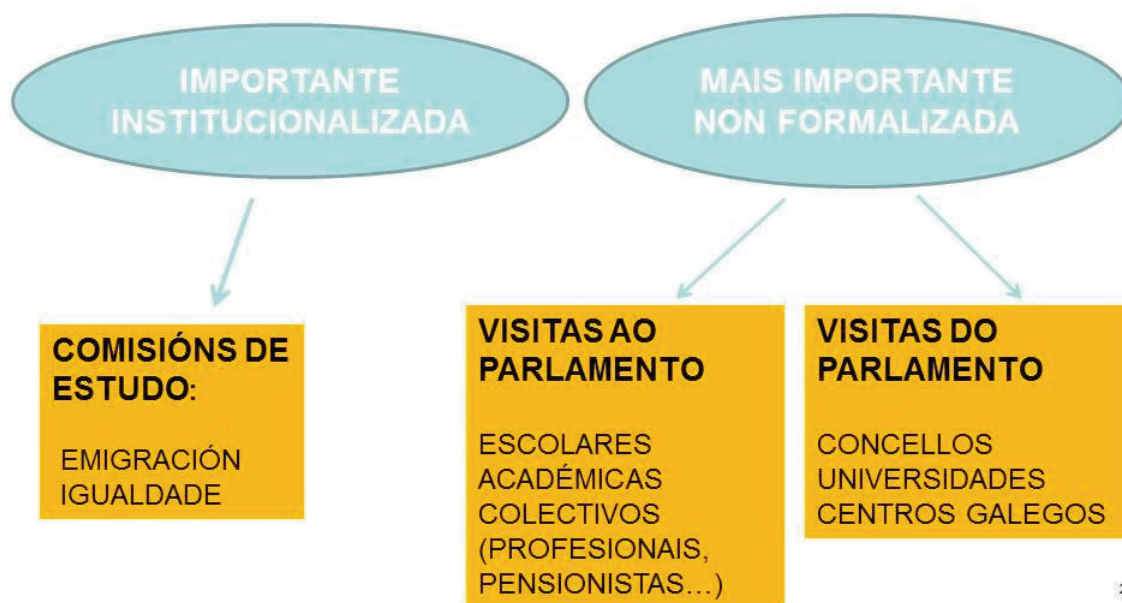 IMPORTANTE
INSTITUCIONALIZADA
MAIS IMPORTANTE
NON FORMALIZADA
COMISIÓNS DE
ESTUDO:
EMIGRACIÓN
IGUALDADE
VISITAS AO
PARLAMENTO
ESCOLARES
ACADÉMICAS
COLECTIVOS
(PROFESIONAIS,
PENSIONISTAS...)
VISITAS DO
PARLAMENTO
CONCELLOS
UNIVERSIDADES
CENTROS GALEGOS